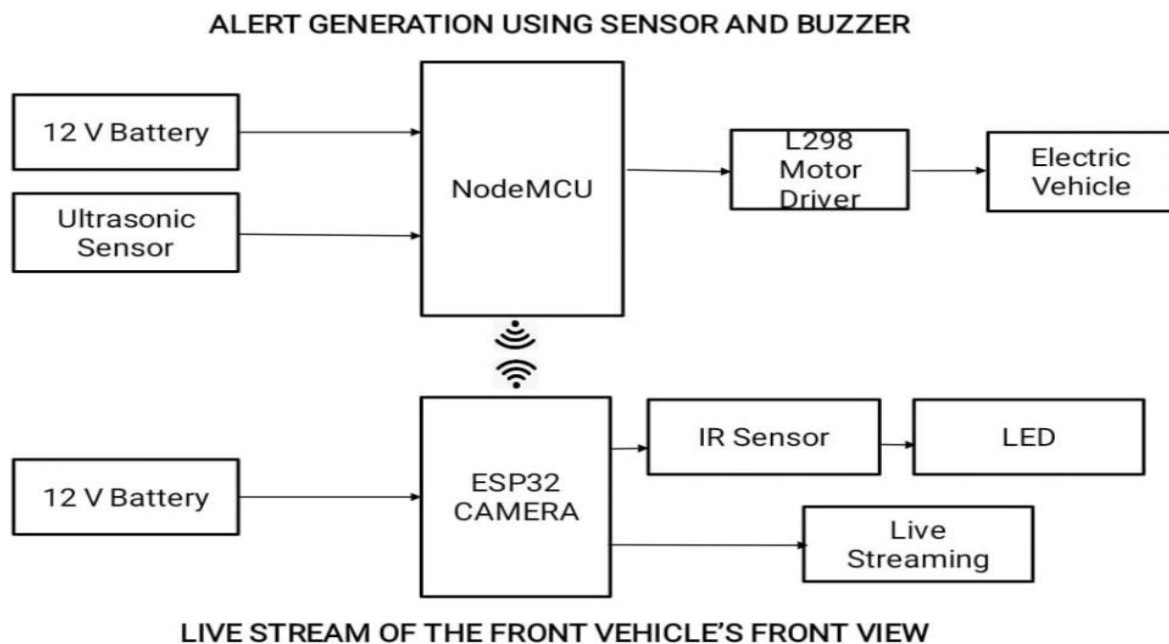 ALERT GENERATION USING SENSOR AND BUZZER
12 V Battery
Ultrasonic
Sensor
NodeMCU
L298
Motor
Driver
Electric
Vehicle
12 V Battery
ESP32
CAMERA
IR Sensor
LED
Live
Streaming
LIVE STREAM OF THE FRONT VEHICLE'S FRONT VIEW